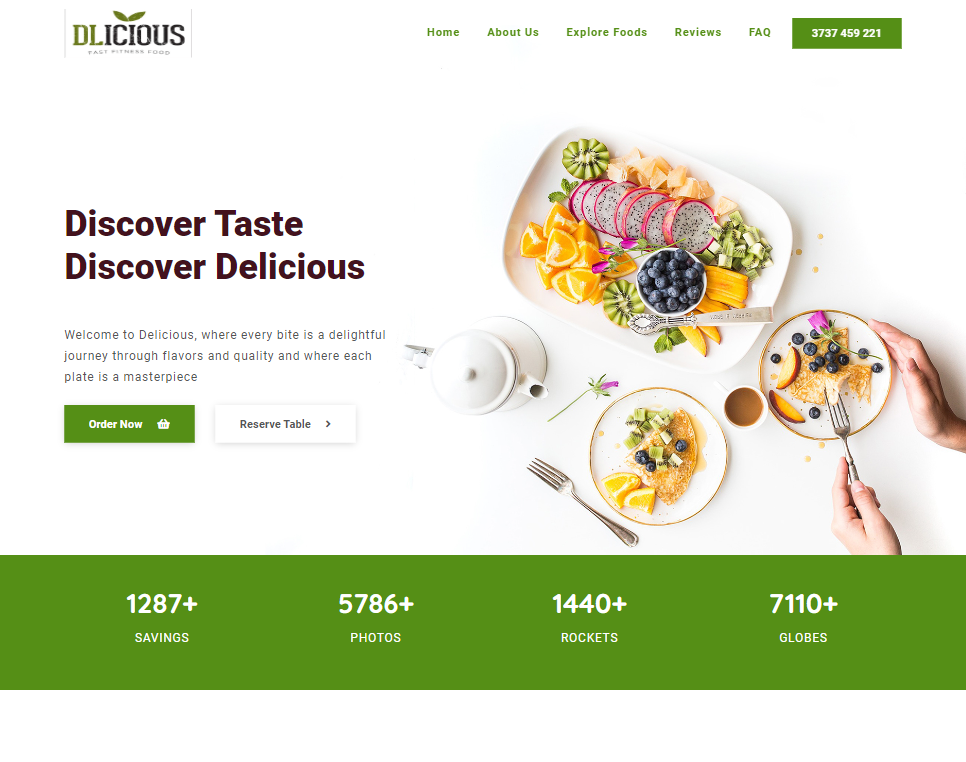 DLICIOUS
FAST FITNESS FOOD
Home About Us Explore Foods Reviews FAQ 3737 459 221
Discover Taste
Discover Delicious
Welcome to Delicious, where every bite is a delightful
journey through flavors and quality and where each
plate is a masterpiece
Order Now Reserve Table
1287+ 5786+ 1440+ 7110+
SAVINGS PHOTOS ROCKETS GLOBES